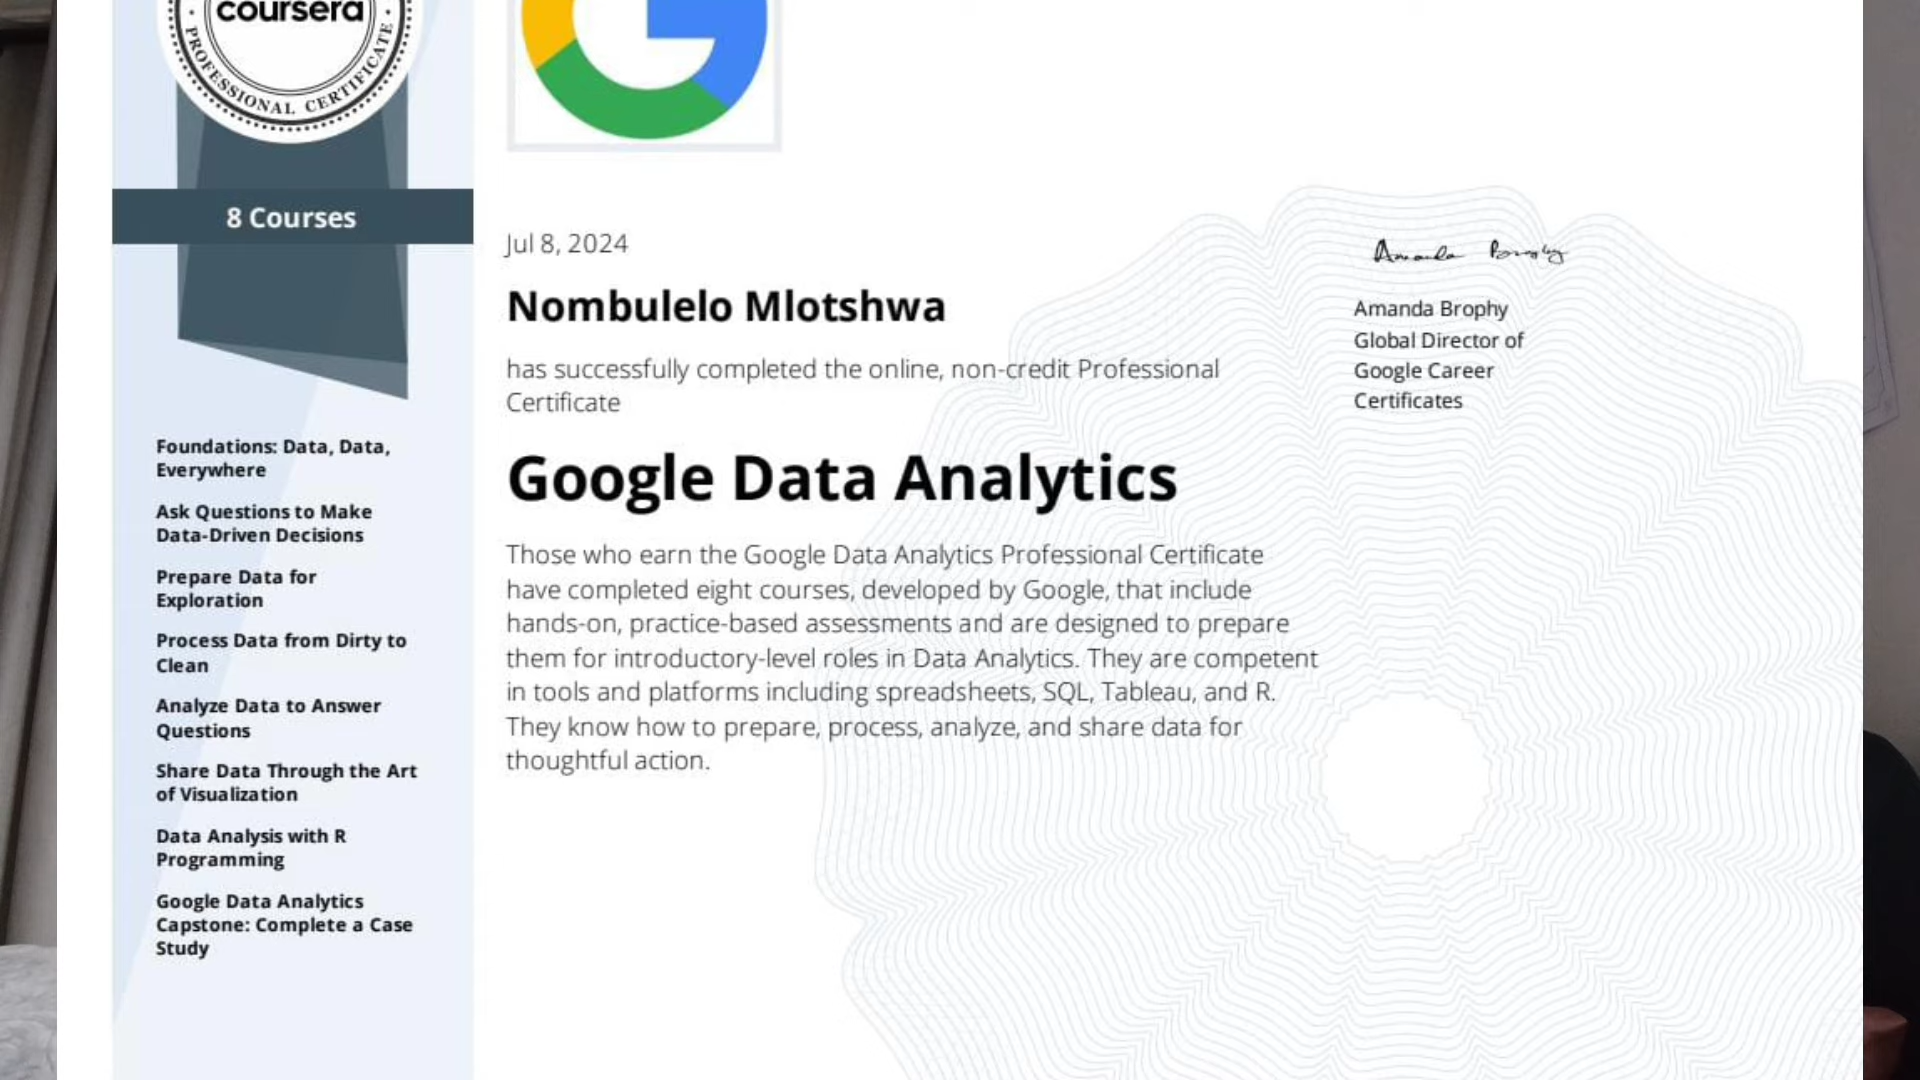 coursera
PROFESSIONAL CERTIFICATE
8 Courses
Foundations: Data, Data,
Everywhere
Ask Questions to Make
Data-Driven Decisions
Prepare Data for
Exploration
Process Data from Dirty to
Clean
Analyze Data to Answer
Questions
Share Data Through the Art
of Visualization
Data Analysis with R
Programming
Google Data Analytics
Capstone: Complete a Case
Study
Jul 8, 2024
Nombulelo Mlotshwa
has successfully completed the online, non-credit Professional
Certificate
Google Data Analytics
Those who earn the Google Data Analytics Professional Certificate
have completed eight courses, developed by Google, that include
hands-on, practice-based assessments and are designed to prepare
them for introductory-level roles in Data Analytics. They are competent
in tools and platforms including spreadsheets, SQL, Tableau, and R.
They know how to prepare, process, analyze, and share data for
thoughtful action.
Amanda Brophy
Amanda Brophy
Global Director of
Google Career
Certificates